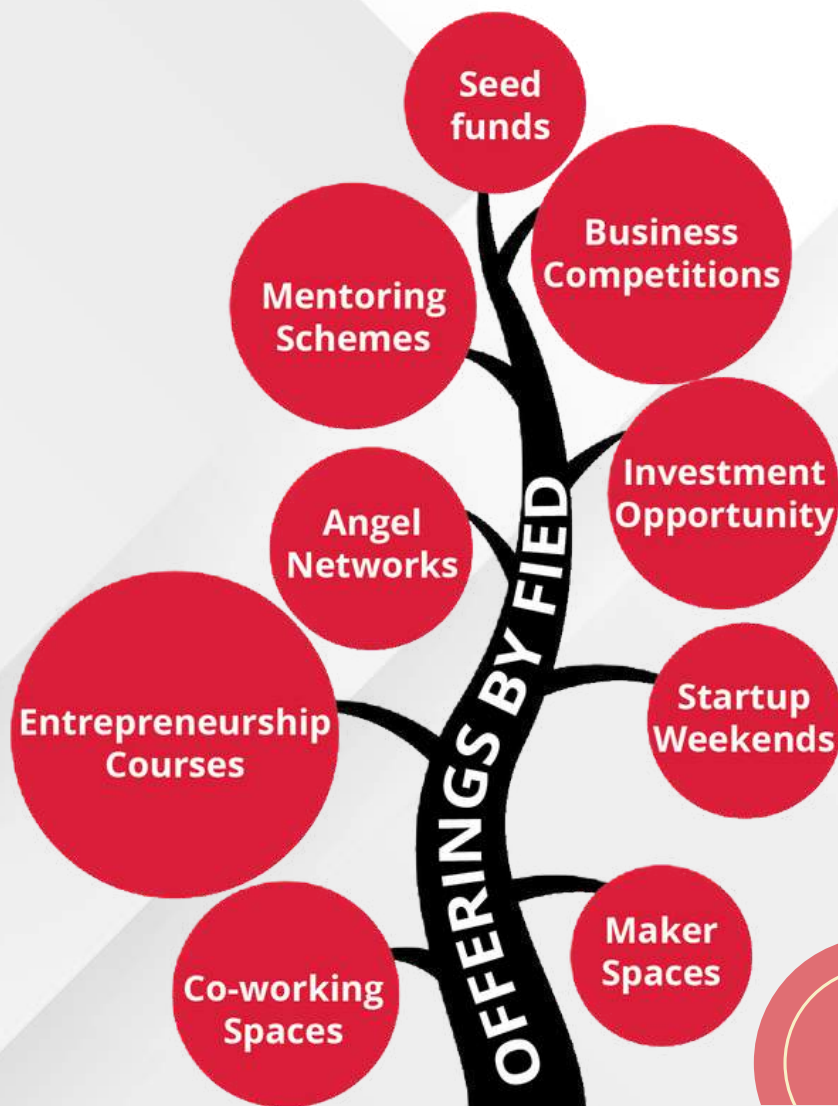 Seed
funds
Business
Competitions
Mentoring
Schemes
Investment
Opportunity
Angel
Networks
Startup
Weekends
Entrepreneurship
Courses
Maker
Spaces
Co-working
Spaces
OFFERINGS BY FIED